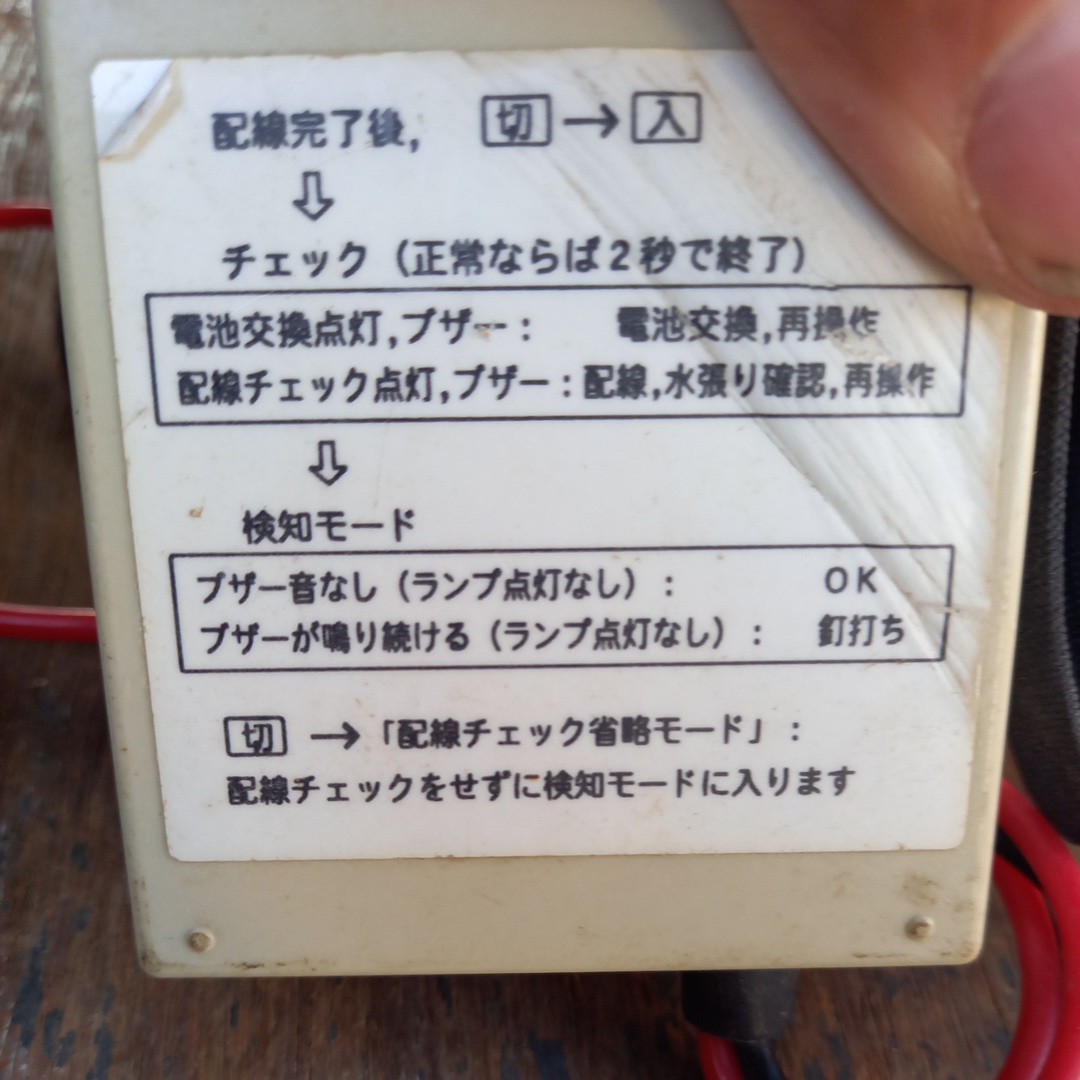 配線完了後, 切→入
⇩
チェック（正常ならば２秒で終了）
電池交換点灯,ブザー： 電池交換,再操作
配線チェック点灯,ブザー：配線,水張り確認,再操作
⇩
検知モード
ブザー音なし（ランプ点灯なし）： ＯＫ
ブザーが鳴り続ける（ランプ点灯なし）： 釘打ち
切→「配線チェック省略モード」：
配線チェックをせずに検知モードに入ります